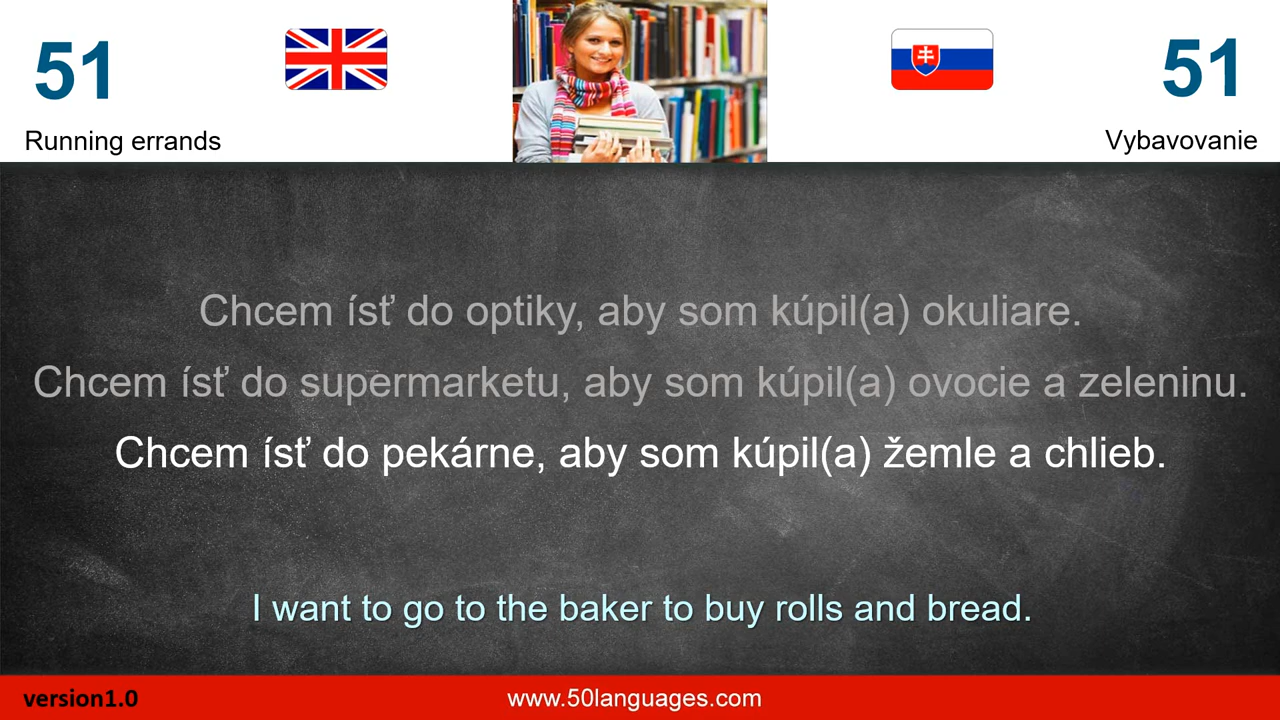 51
51
Running errands
Vybavovanie
Chcem ísť do optiky, aby som kúpil(a) okuliare.
Chcem ísť do supermarketu, aby som kúpil(a) ovocie a zeleninu.
Chcem ísť do pekárne, aby som kúpil(a) žemle a chlieb.
I want to go to the baker to buy rolls and bread.
version1.0
www.50languages.com